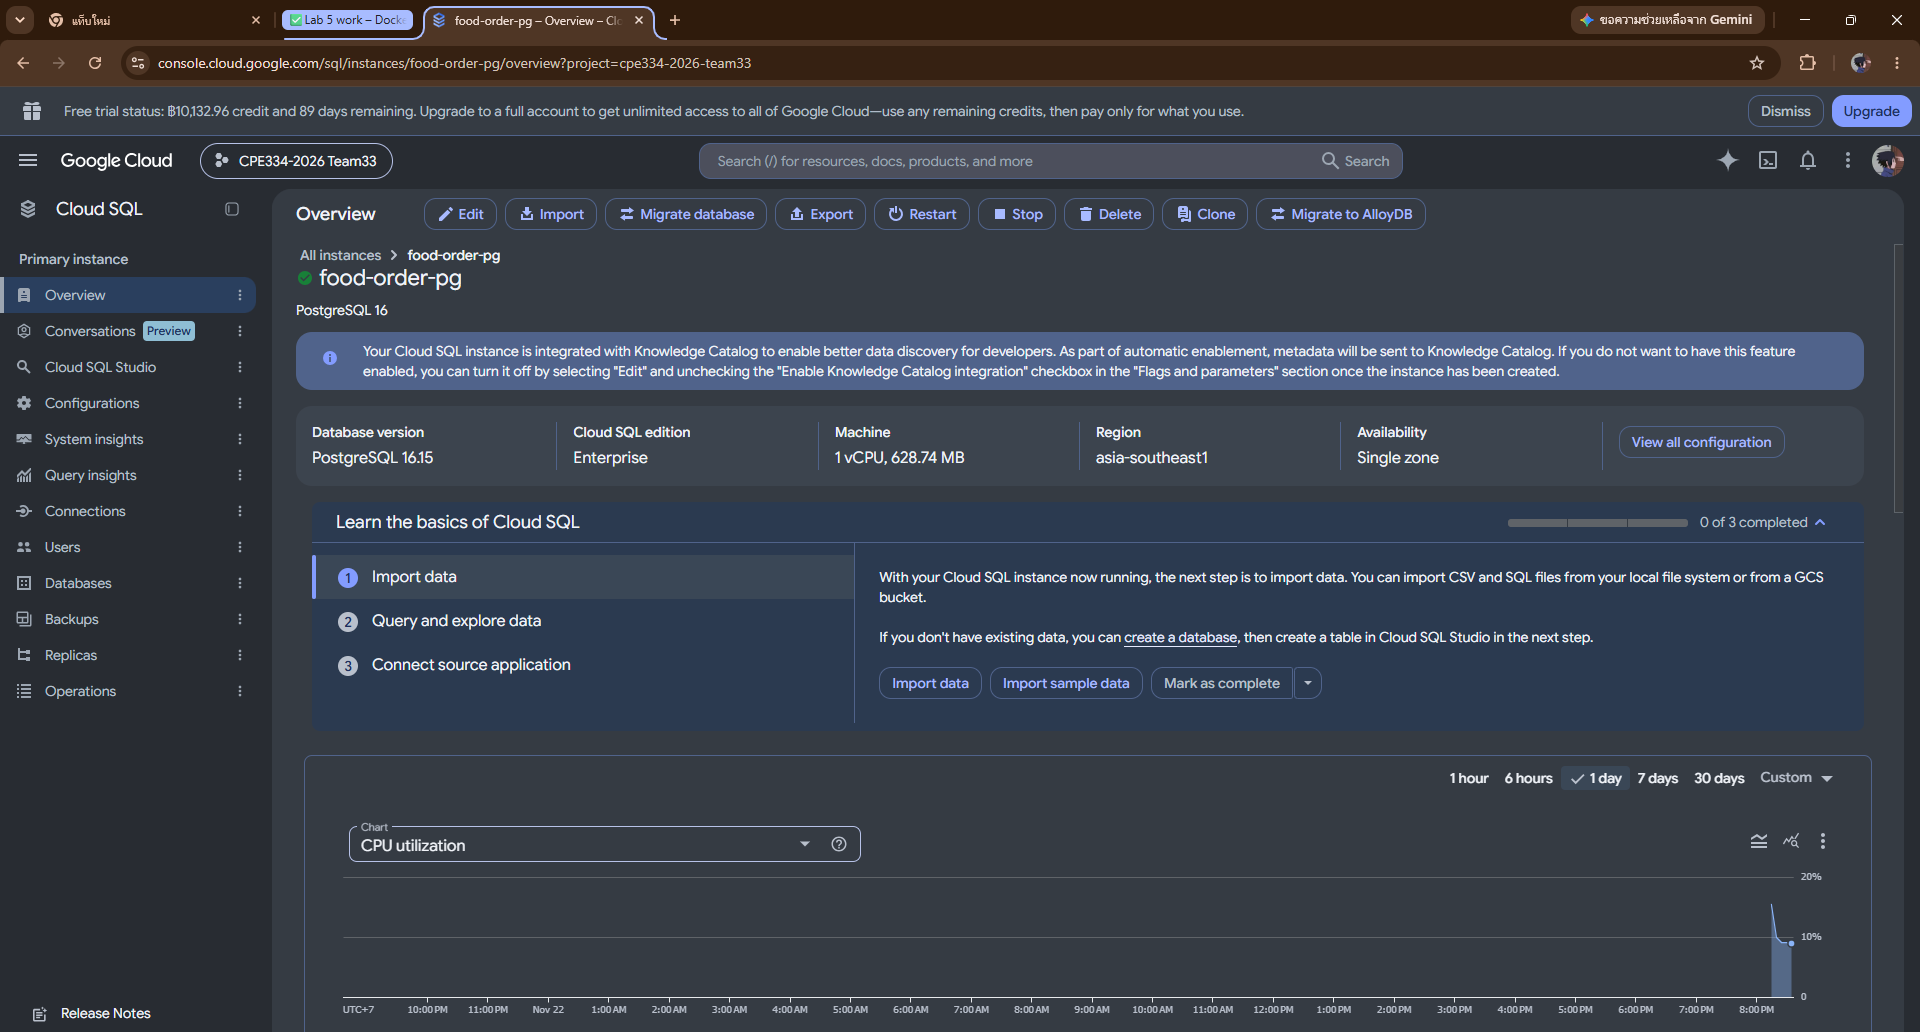 แท็บใหม่
Lab 5 work – Docke
food-order-pg – Overview – Clo
ขอความช่วยเหลือจาก Gemini
console.cloud.google.com/sql/instances/food-order-pg/overview?project=cpe334-2026-team33
Free trial status: ฿10,132.96 credit and 89 days remaining. Upgrade to a full account to get unlimited access to all of Google Cloud—use any remaining credits, then pay only for what you use.
Dismiss
Upgrade
Google Cloud
CPE334-2026 Team33
Search (/) for resources, docs, products, and more
Search
Cloud SQL
Primary instance
Overview
Conversations Preview
Cloud SQL Studio
Configurations
System insights
Query insights
Connections
Users
Databases
Backups
Replicas
Operations
Release Notes
Overview
Edit
Import
Migrate database
Export
Restart
Stop
Delete
Clone
Migrate to AlloyDB
All instances > food-order-pg
food-order-pg
PostgreSQL 16
Your Cloud SQL instance is integrated with Knowledge Catalog to enable better data discovery for developers. As part of automatic enablement, metadata will be sent to Knowledge Catalog. If you do not want to have this feature
enabled, you can turn it off by selecting "Edit" and unchecking the "Enable Knowledge Catalog integration" checkbox in the "Flags and parameters" section once the instance has been created.
Database version
PostgreSQL 16.15
Cloud SQL edition
Enterprise
Machine
1 vCPU, 628.74 MB
Region
asia-southeast1
Availability
Single zone
View all configuration
Learn the basics of Cloud SQL
0 of 3 completed
1 Import data
2 Query and explore data
3 Connect source application
With your Cloud SQL instance now running, the next step is to import data. You can import CSV and SQL files from your local file system or from a GCS
bucket.
If you don't have existing data, you can create a database, then create a table in Cloud SQL Studio in the next step.
Import data
Import sample data
Mark as complete
1 hour
6 hours
1 day
7 days
30 days
Custom
Chart
CPU utilization
20%
10%
0
UTC+7
10:00 PM
11:00 PM
Nov 22
1:00 AM
2:00 AM
3:00 AM
4:00 AM
5:00 AM
6:00 AM
7:00 AM
8:00 AM
9:00 AM
10:00 AM
11:00 AM
12:00 PM
1:00 PM
2:00 PM
3:00 PM
4:00 PM
5:00 PM
6:00 PM
7:00 PM
8:00 PM